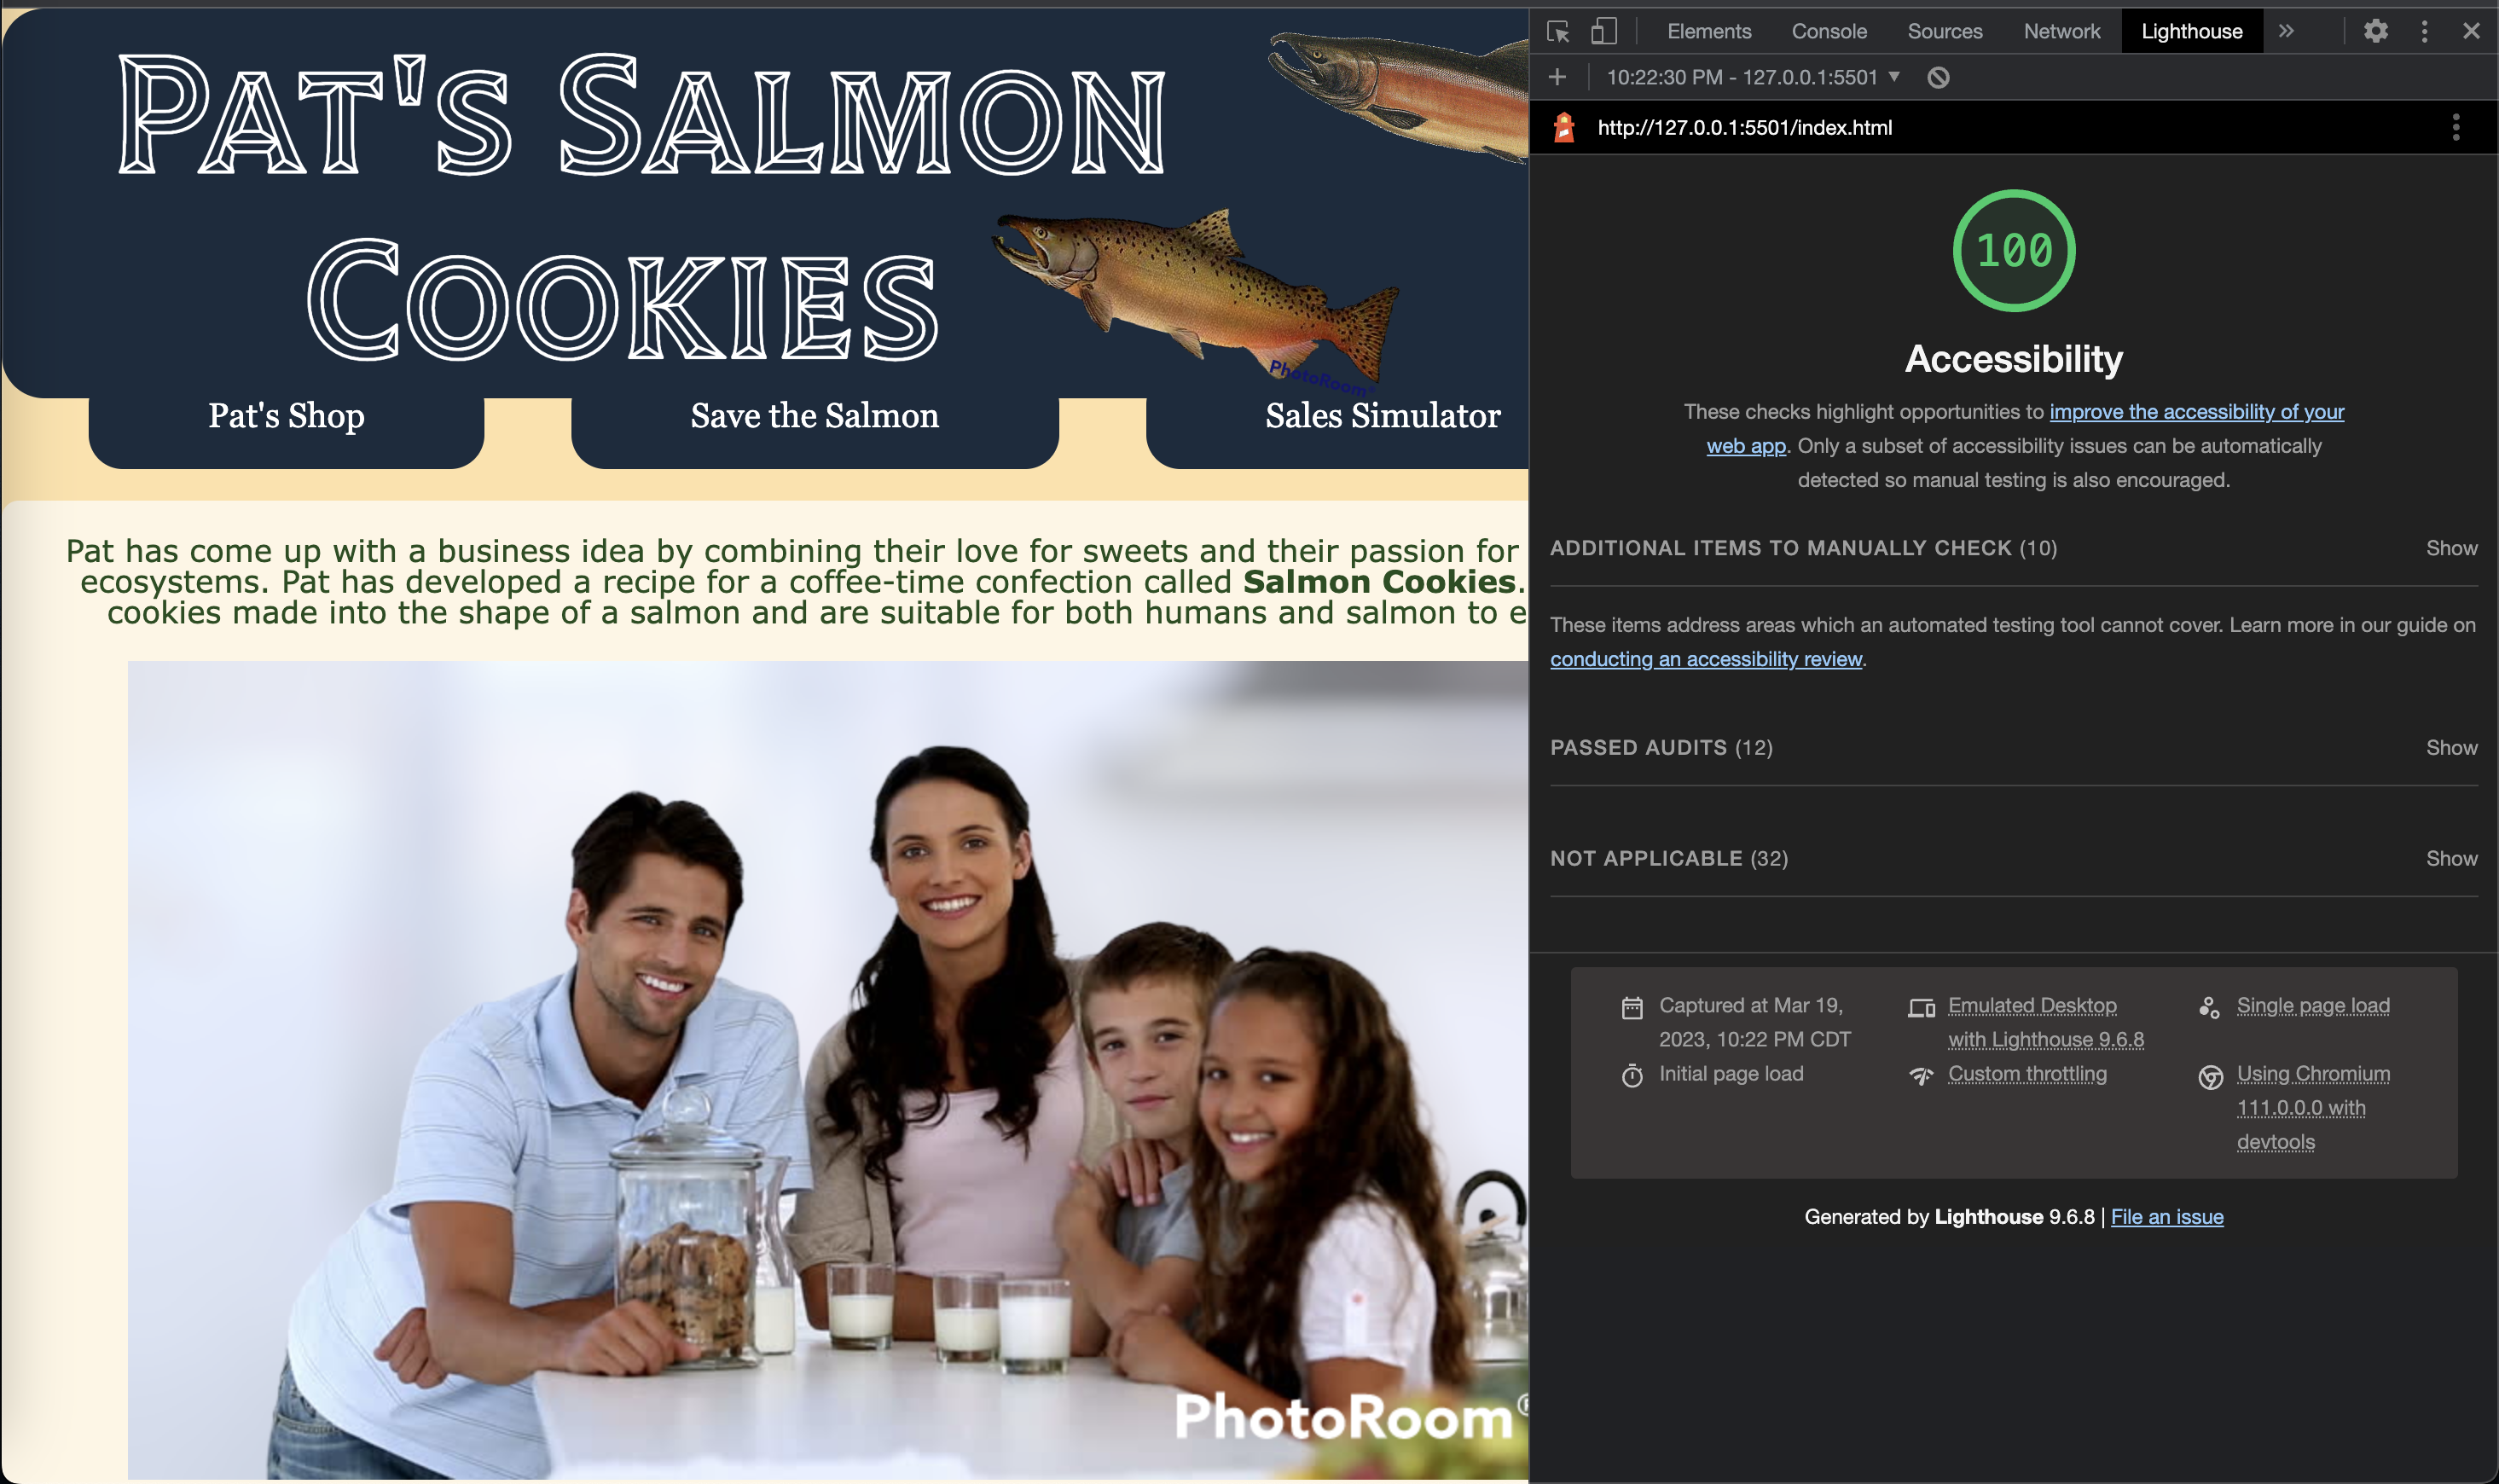 PAT'S SALMON
COOKIES
PhotoRoom
Pat's Shop
Save the Salmon
Sales Simulator
Pat has come up with a business idea by combining their love for sweets and their passion for
ecosystems. Pat has developed a recipe for a coffee-time confection called Salmon Cookies.
cookies made into the shape of a salmon and are suitable for both humans and salmon to e
PhotoRoom®
Elements
Console
Sources
Network
Lighthouse
10:22:30 PM - 127.0.0.1:5501
http://127.0.0.1:5501/index.html
100
Accessibility
These checks highlight opportunities to improve the accessibility of your
web app. Only a subset of accessibility issues can be automatically
detected so manual testing is also encouraged.
ADDITIONAL ITEMS TO MANUALLY CHECK (10) Show
These items address areas which an automated testing tool cannot cover. Learn more in our guide on
conducting an accessibility review.
PASSED AUDITS (12) Show
NOT APPLICABLE (32) Show
Captured at Mar 19,
2023, 10:22 PM CDT
Emulated Desktop
with Lighthouse 9.6.8
Single page load
Initial page load
Custom throttling
Using Chromium
111.0.0.0 with
devtools
Generated by Lighthouse 9.6.8 | File an issue